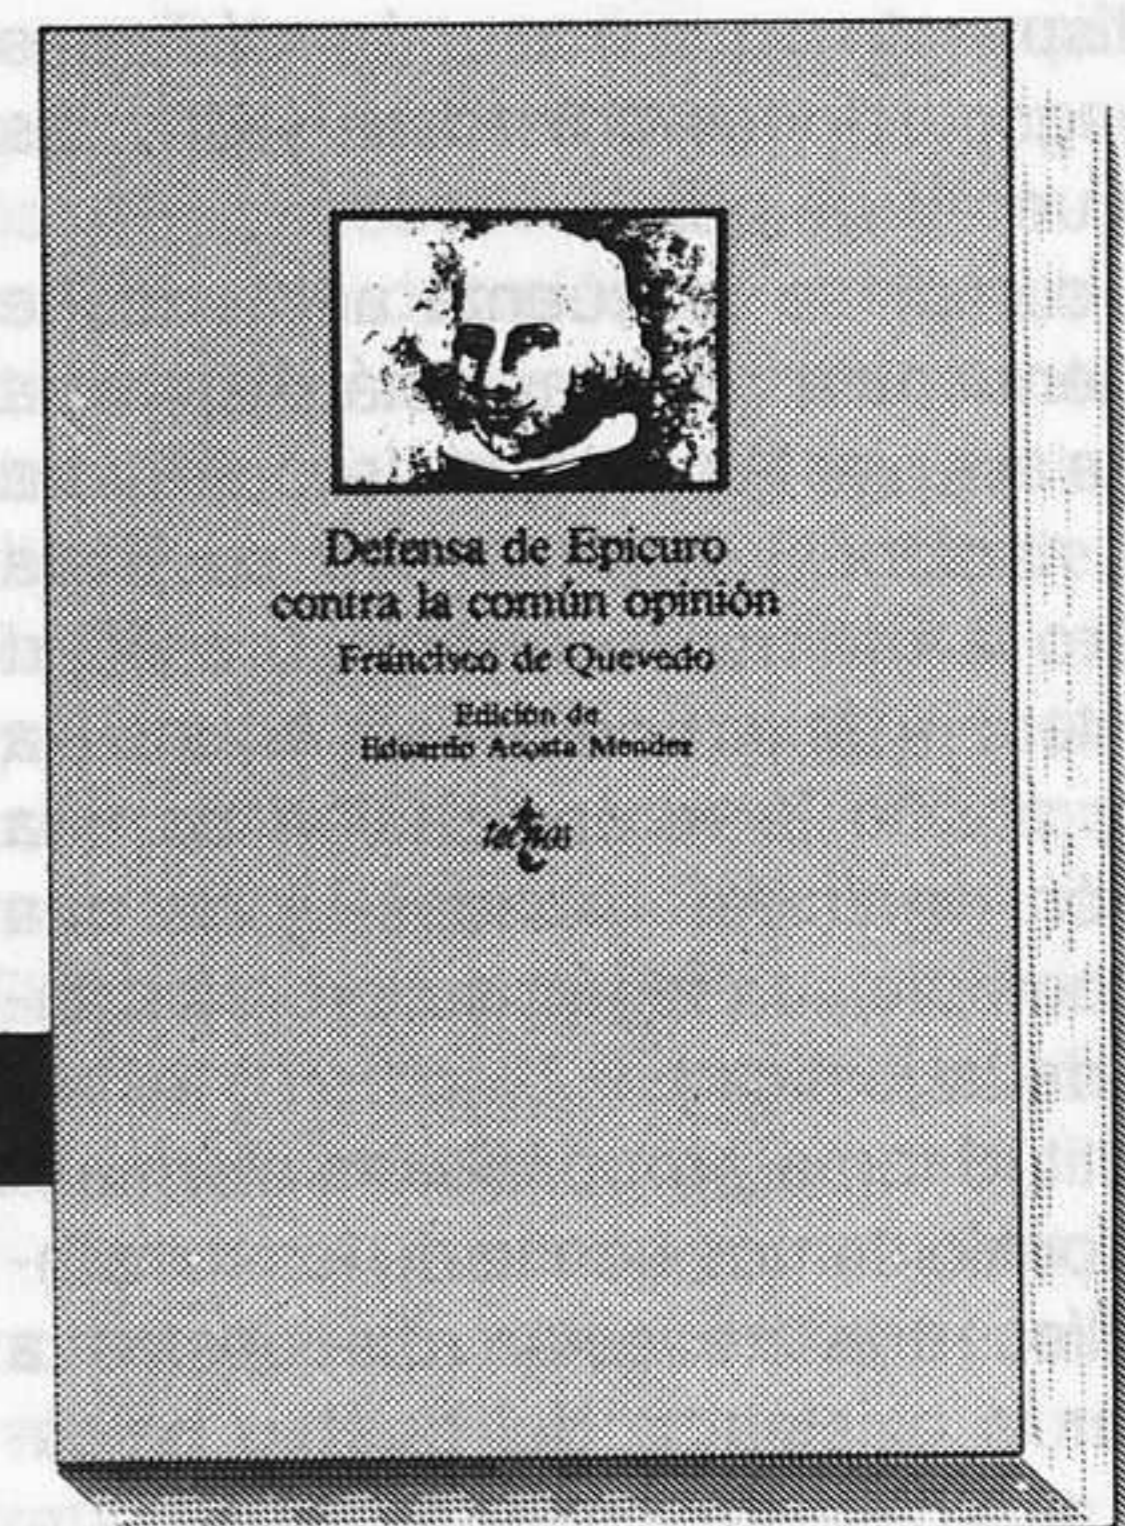 Defensa de Epicuro
contra la común opinión
Francisco de Quevedo
Edición de
Eduardo Acosta Méndez
tecnos